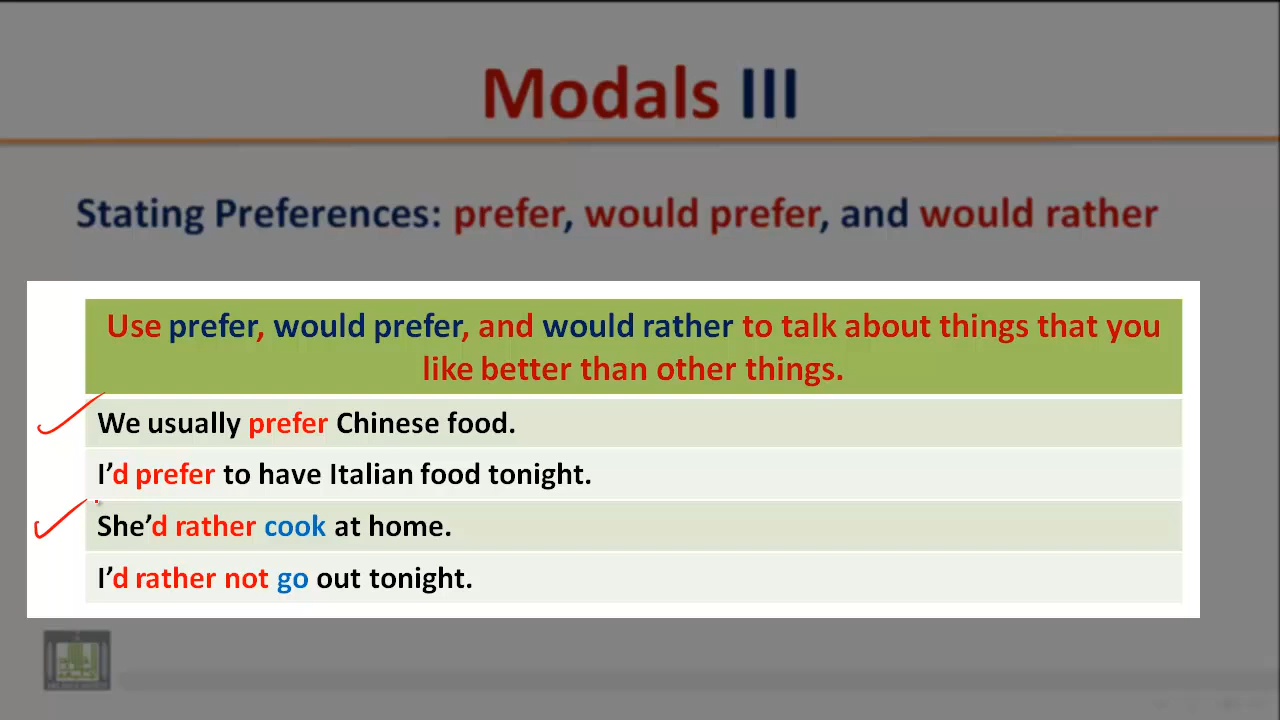 Modals III
Stating Preferences: prefer, would prefer, and would rather
Use prefer, would prefer, and would rather to talk about things that you
like better than other things.
We usually prefer Chinese food.
I'd prefer to have Italian food tonight.
She'd rather cook at home.
I'd rather not go out tonight.